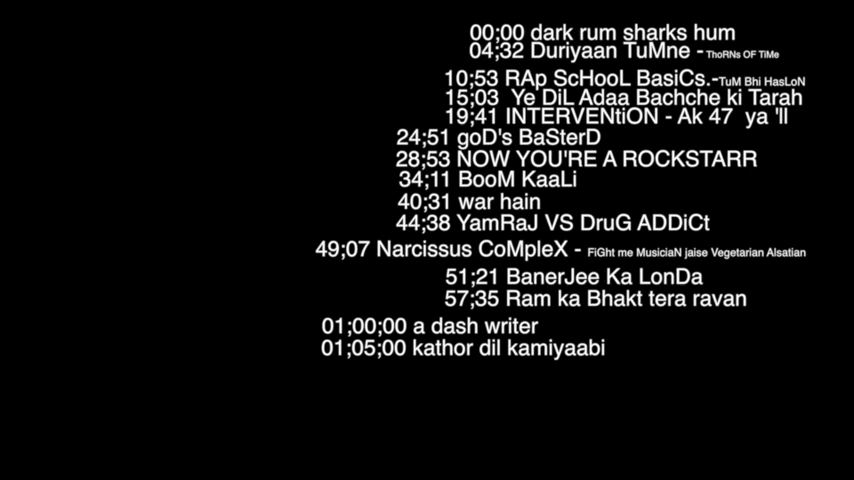 00;00 dark rum sharks hum
04;32 Duriyaan TuMne - ThoRNs OF TiMe
10;53 RAp ScHooL BasiCs.-TuM Bhi HasLoN
15;03 Ye DiL Adaa Bachche ki Tarah
19;41 INTERVENtiON - Ak 47 ya 'll
24;51 goD's BaSterD
28;53 NOW YOU'RE A ROCKSTARR
34;11 BooM KaaLi
40;31 war hain
44;38 YamRaJ VS DruG ADDiCt
49;07 Narcissus CoMpleX - FiGht me MusiciaN jaise Vegetarian Alsatian
51;21 BanerJee Ka LonDa
57;35 Ram ka Bhakt tera ravan
01;00;00 a dash writer
01;05;00 kathor dil kamiyaabi